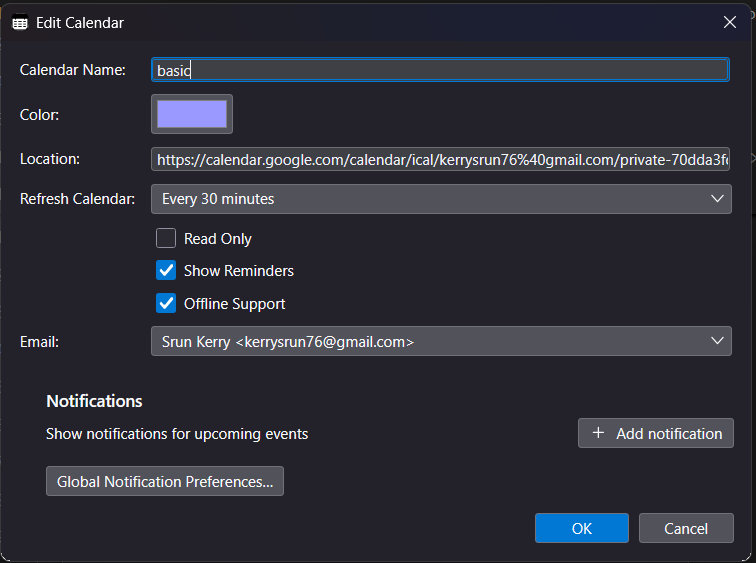 Edit Calendar
Calendar Name: basic
Color:
Location: https://calendar.google.com/calendar/ical/kerrysrun76%40gmail.com/private-70dda3f
Refresh Calendar: Every 30 minutes
Read Only
Show Reminders
Offline Support
Email: Srun Kerry <kerrysrun76@gmail.com>
Notifications
Show notifications for upcoming events
+ Add notification
Global Notification Preferences...
OK Cancel